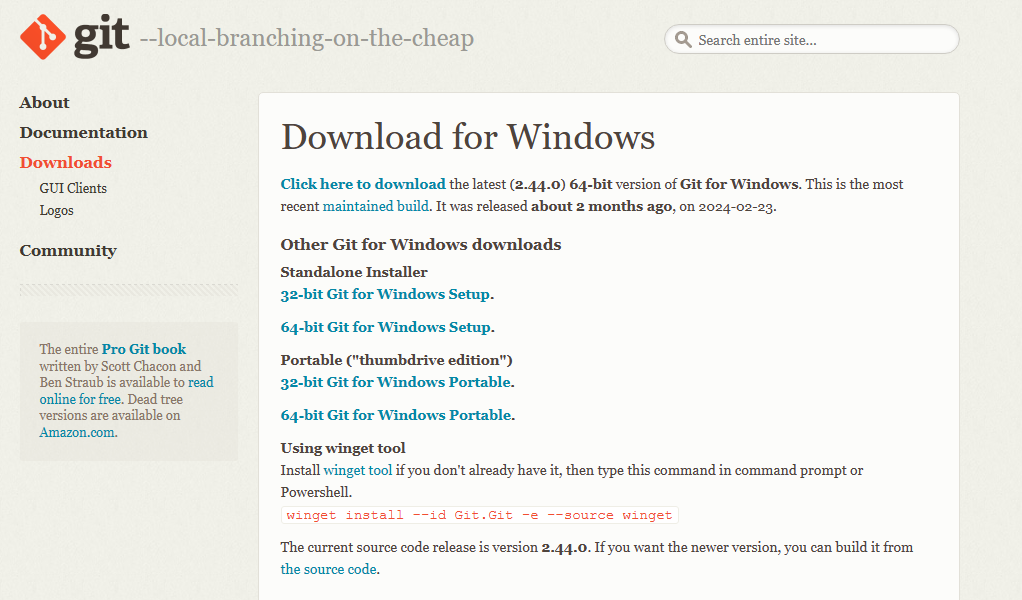 git --local-branching-on-the-cheap
Search entire site...
About
Documentation
Downloads
GUI Clients
Logos
Community
The entire Pro Git book
written by Scott Chacon and
Ben Straub is available to read
online for free. Dead tree
versions are available on
Amazon.com.
Download for Windows
Click here to download the latest (2.44.0) 64-bit version of Git for Windows. This is the most
recent maintained build. It was released about 2 months ago, on 2024-02-23.
Other Git for Windows downloads
Standalone Installer
32-bit Git for Windows Setup.
64-bit Git for Windows Setup.
Portable ("thumbdrive edition")
32-bit Git for Windows Portable.
64-bit Git for Windows Portable.
Using winget tool
Install winget tool if you don't already have it, then type this command in command prompt or
Powershell.
winget install --id Git.Git -e --source winget
The current source code release is version 2.44.0. If you want the newer version, you can build it from
the source code.